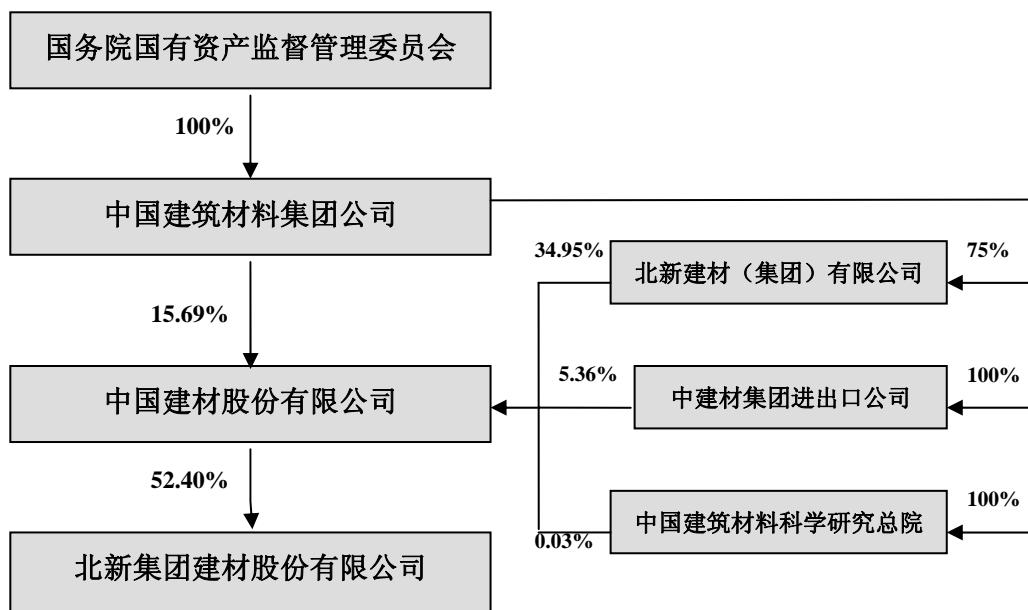 国务院国有资产监督管理委员会
100%
中国建筑材料集团公司
34.95%
北新建材（集团）有限公司
75%
15.69%
5.36%
中国建材股份有限公司
中建材集团进出口公司
100%
52.40%
中国建筑材料科学研究总院
100%
0.03%
北新集团建材股份有限公司